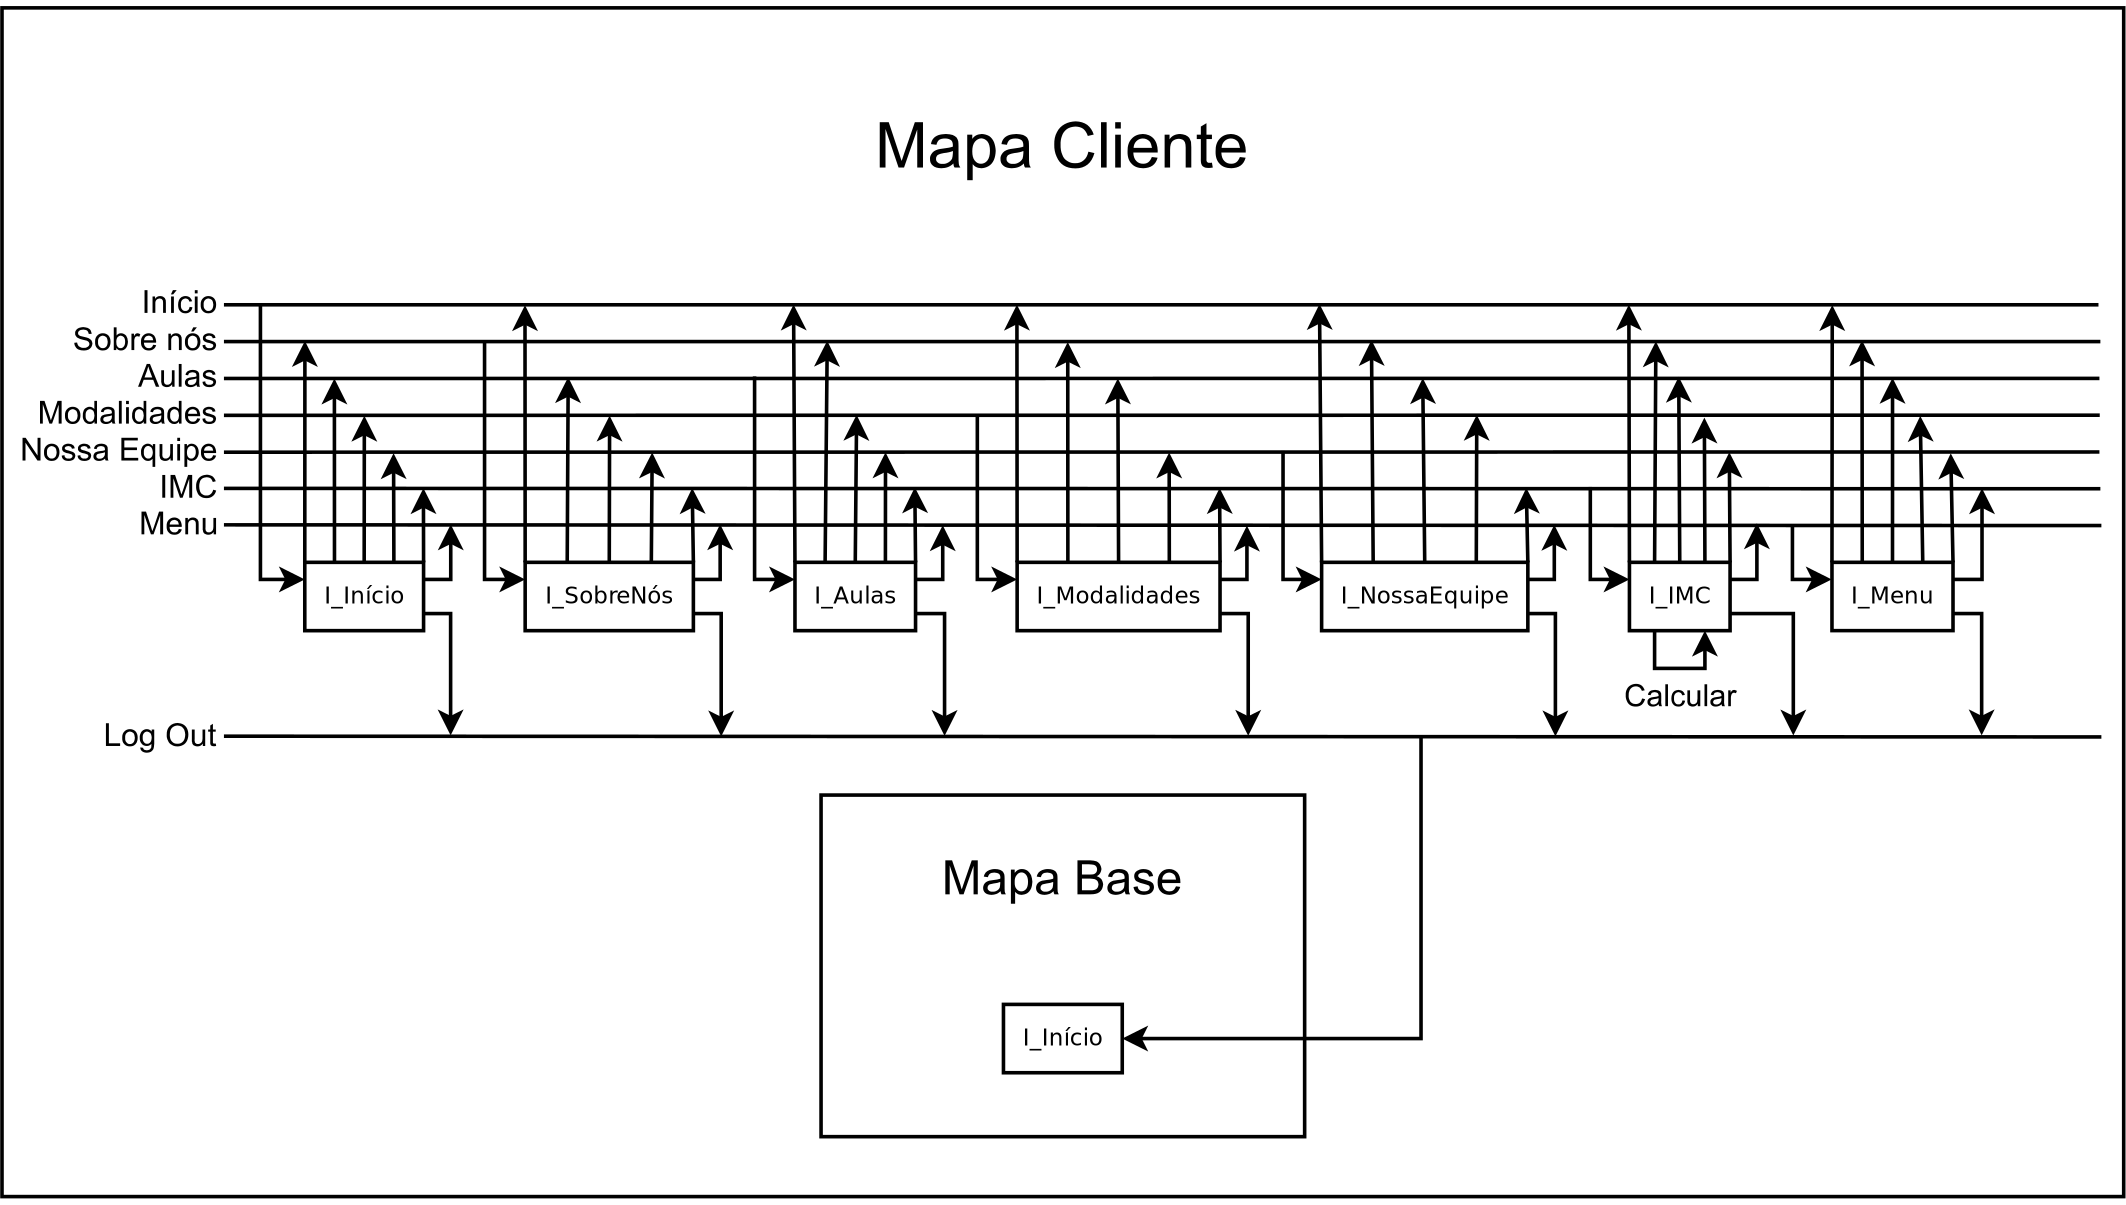 Mapa Cliente
Início
Sobre nós
Aulas
Modalidades
Nossa Equipe
IMC
Menu
I_Início
I_SobreNós
I_Aulas
I_Modalidades
I_NossaEquipe
I_IMC
I_Menu
Calcular
Log Out
Mapa Base
I_Início